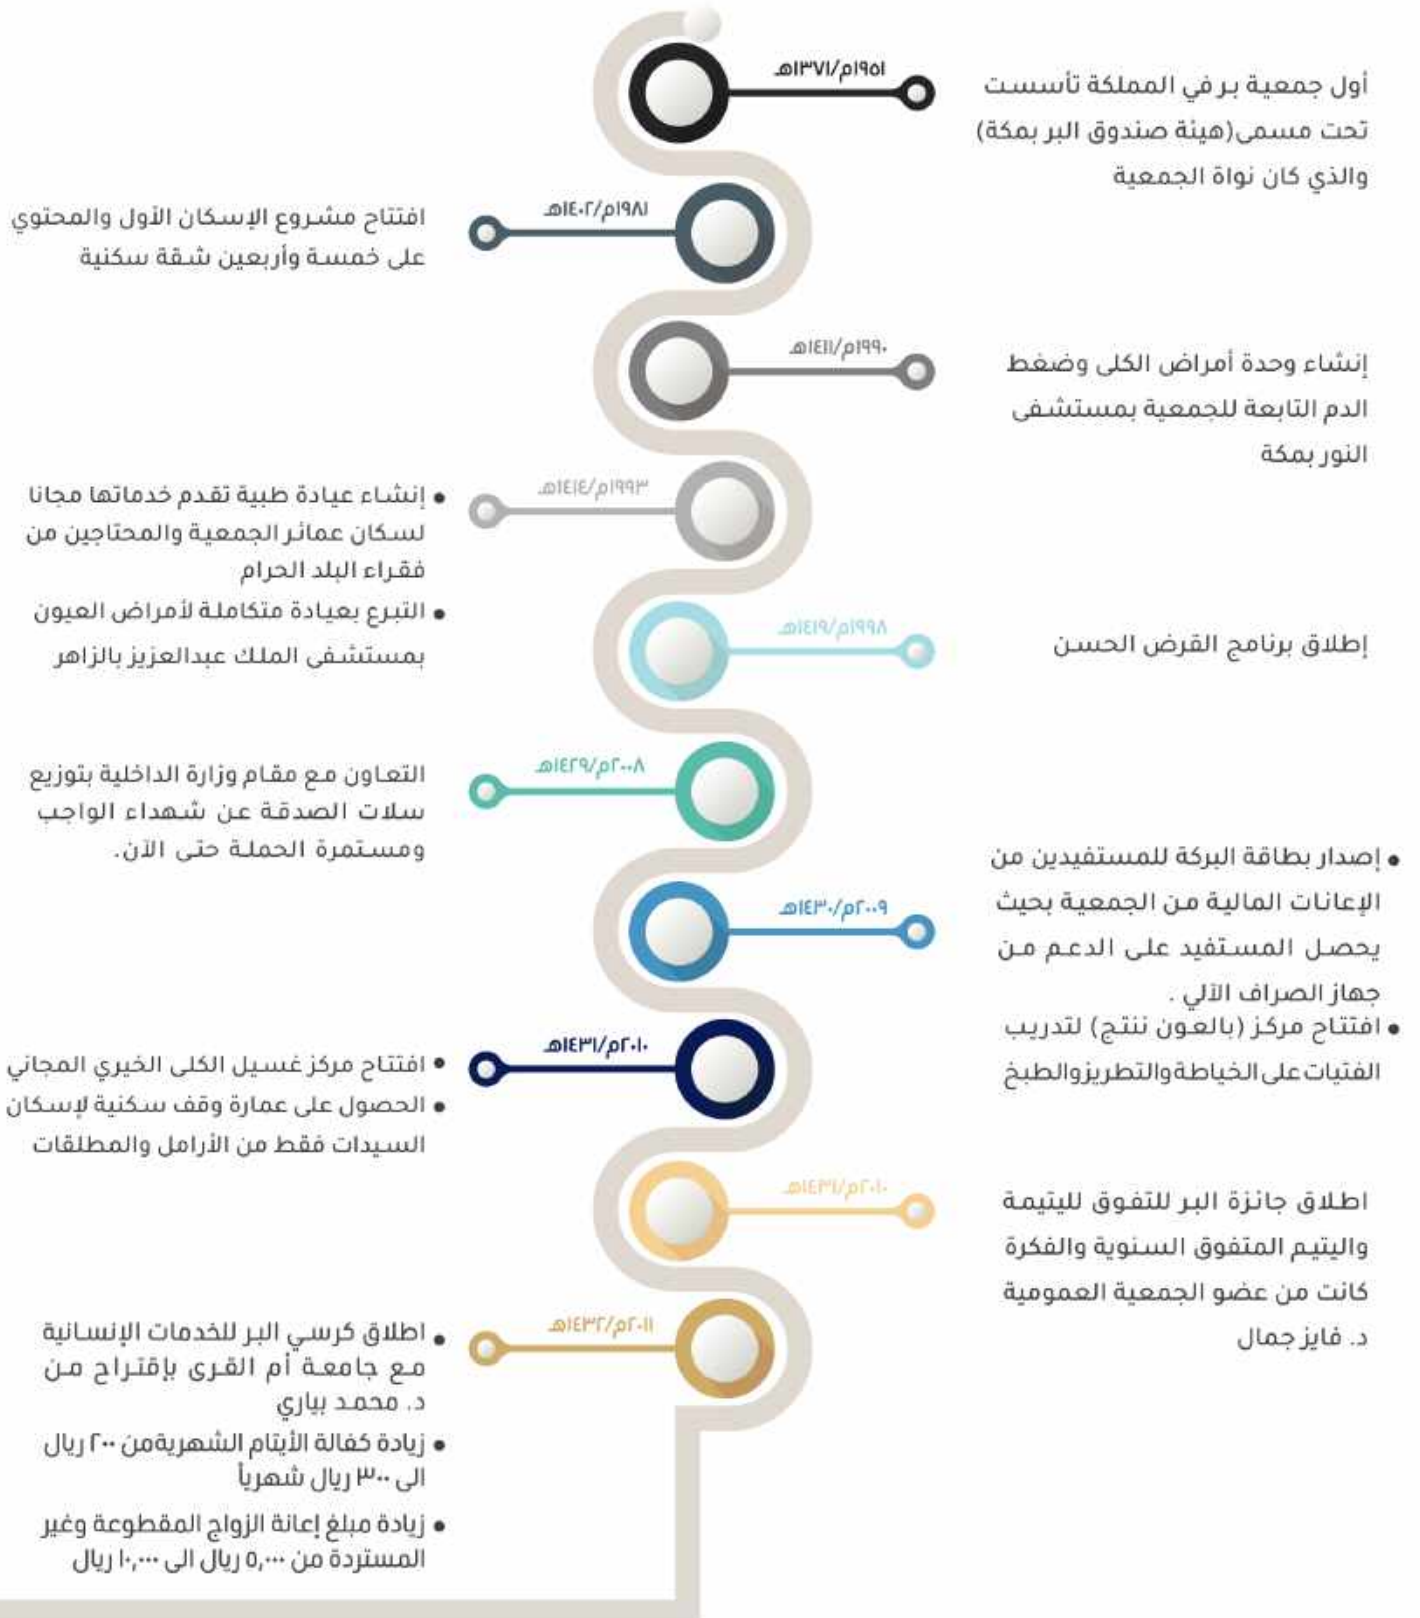 ١٩٥١م/١٣٧١هـ
أول جمعية بر في المملكة تأسست
تحت مسمى(هيئة صندوق البر بمكة)
والذي كان نواة الجمعية
١٩٨١م/١٤٠٢هـ
افتتاح مشروع الإسكان الأول والمحتوي
على خمسة وأربعين شقة سكنية
١٩٩٠م/١٤١١هـ
إنشاء وحدة أمراض الكلى وضغط
الدم التابعة للجمعية بمستشفى
النور بمكة
١٩٩٣م/١٤١٤هـ
• إنشاء عيادة طبية تقدم خدماتها مجانا
لسكان عمائر الجمعية والمحتاجين من
فقراء البلد الحرام
• التبرع بعيادة متكاملة لأمراض العيون
بمستشفى الملك عبدالعزيز بالزاهر
١٩٩٨م/١٤١٩هـ
إطلاق برنامج القرض الحسن
٢٠٠٨م/١٤٢٩هـ
التعاون مع مقام وزارة الداخلية بتوزيع
سلات الصدقة عن شهداء الواجب
ومستمرة الحملة حتى الآن.
٢٠٠٩م/١٤٣٠هـ
• إصدار بطاقة البركة للمستفيدين من
الإعانات المالية من الجمعية بحيث
يحصل المستفيد على الدعم من
جهاز الصراف الآلي .
• افتتاح مركز (بالعون ننتج) لتدريب
الفتيات على الخياطة والتطريز والطبخ
٢٠١٠م/١٤٣١هـ
• افتتاح مركز غسيل الكلى الخيري المجاني
• الحصول على عمارة وقف سكنية لإسكان
السيدات فقط من الأرامل والمطلقات
٢٠١٠م/١٤٣١هـ
اطلاق جائزة البر للتفوق لليتيمة
واليتيم المتفوق السنوية والفكرة
كانت من عضو الجمعية العمومية
د. فايز جمال
٢٠١١م/١٤٣٢هـ
• اطلاق كرسي البر للخدمات الإنسانية
مع جامعة أم القرى بإقتراح من
د. محمد بياري
• زيادة كفالة الأيتام الشهريةمن ٢٠٠ ريال
الى ٣٠٠ ريال شهرياً
• زيادة مبلغ إعانة الزواج المقطوعة وغير
المستردة من ٥,٠٠٠ ريال الى ١٠,٠٠٠ ريال